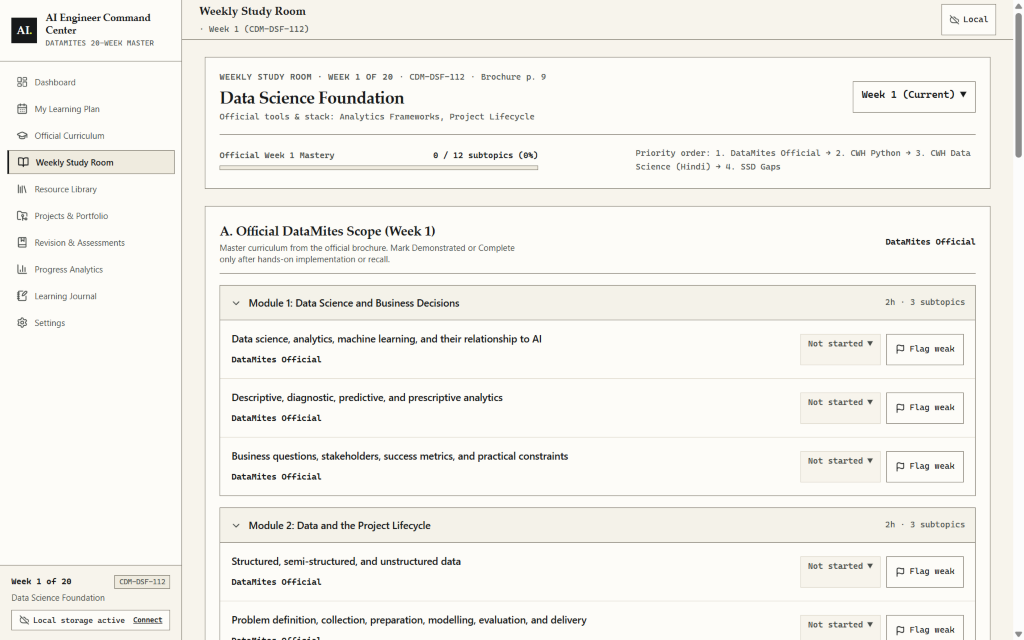 AI.
AI Engineer Command
Center
DATAMITES 20-WEEK MASTER
Dashboard
My Learning Plan
Official Curriculum
Weekly Study Room
Resource Library
Projects & Portfolio
Revision & Assessments
Progress Analytics
Learning Journal
Settings
Week 1 of 20
CDM-DSF-112
Data Science Foundation
Local storage active Connect
Weekly Study Room
· Week 1 (CDM-DSF-112)
Local
WEEKLY STUDY ROOM · WEEK 1 OF 20 · CDM-DSF-112 · Brochure p. 9
Data Science Foundation
Official tools & stack: Analytics Frameworks, Project Lifecycle
Week 1 (Current) ▼
Official Week 1 Mastery
0 / 12 subtopics (0%)
Priority order: 1. DataMites Official → 2. CWH Python → 3. CWH Data
Science (Hindi) → 4. SSD Gaps
A. Official DataMites Scope (Week 1)
Master curriculum from the official brochure. Mark Demonstrated or Complete
only after hands-on implementation or recall.
DataMites Official
Module 1: Data Science and Business Decisions
2h · 3 subtopics
Data science, analytics, machine learning, and their relationship to AI
DataMites Official
Not started ▼
Flag weak
Descriptive, diagnostic, predictive, and prescriptive analytics
DataMites Official
Not started ▼
Flag weak
Business questions, stakeholders, success metrics, and practical constraints
DataMites Official
Not started ▼
Flag weak
Module 2: Data and the Project Lifecycle
2h · 3 subtopics
Structured, semi-structured, and unstructured data
DataMites Official
Not started ▼
Flag weak
Problem definition, collection, preparation, modelling, evaluation, and delivery
DataMites Official
Not started ▼
Flag weak